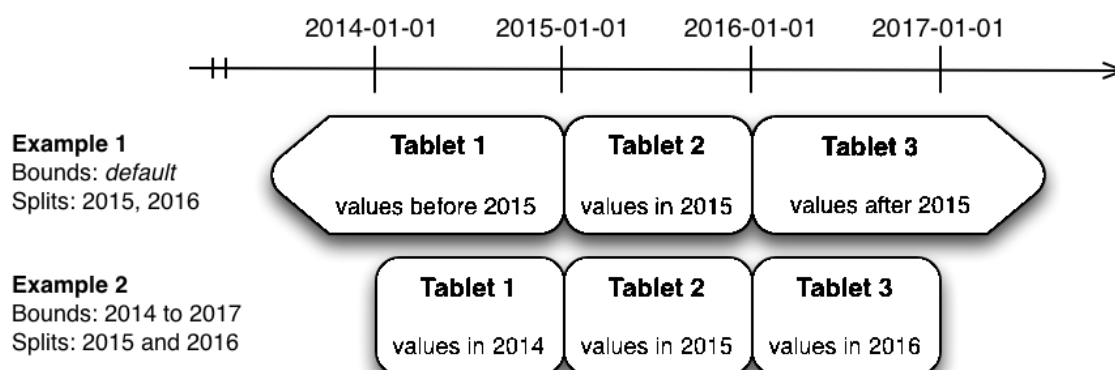 2014-01-01 2015-01-01 2016-01-01 2017-01-01
Example 1
Bounds: default
Splits: 2015, 2016
Tablet 1 Tablet 2 Tablet 3
values before 2015 values in 2015 values after 2015
Example 2
Bounds: 2014 to 2017
Splits: 2015 and 2016
Tablet 1 Tablet 2 Tablet 3
values in 2014 values in 2015 values in 2016